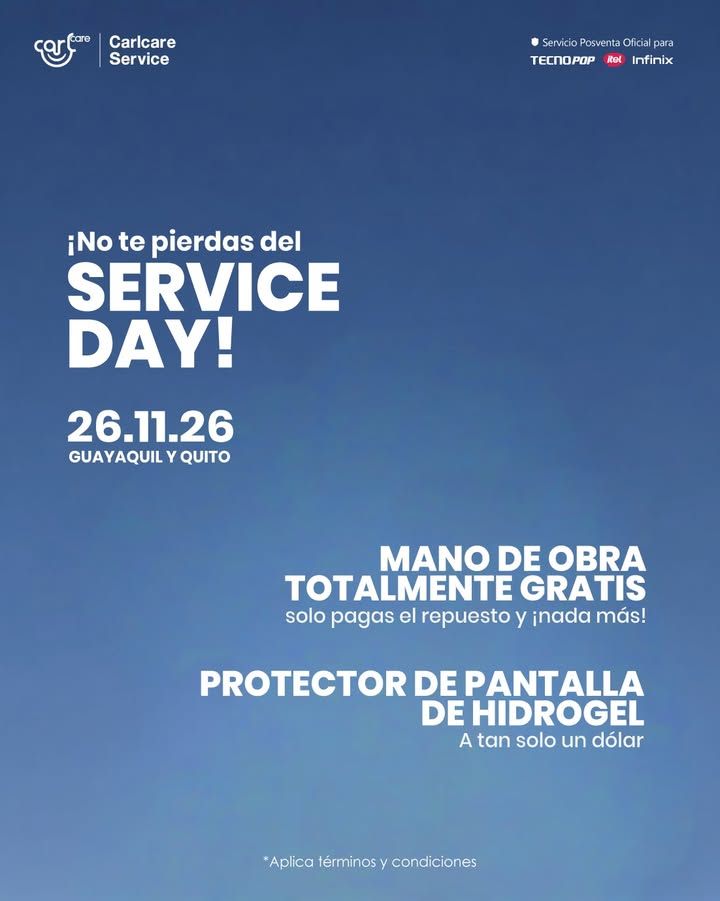 carlcare
Carlcare
Service
Servicio Posventa Oficial para
TECNO POP itel Infinix
¡No te pierdas del
SERVICE
DAY!
26.11.26
GUAYAQUIL Y QUITO
MANO DE OBRA
TOTALMENTE GRATIS
solo pagas el repuesto y ¡nada más!
PROTECTOR DE PANTALLA
DE HIDROGEL
A tan solo un dólar
*Aplica términos y condiciones